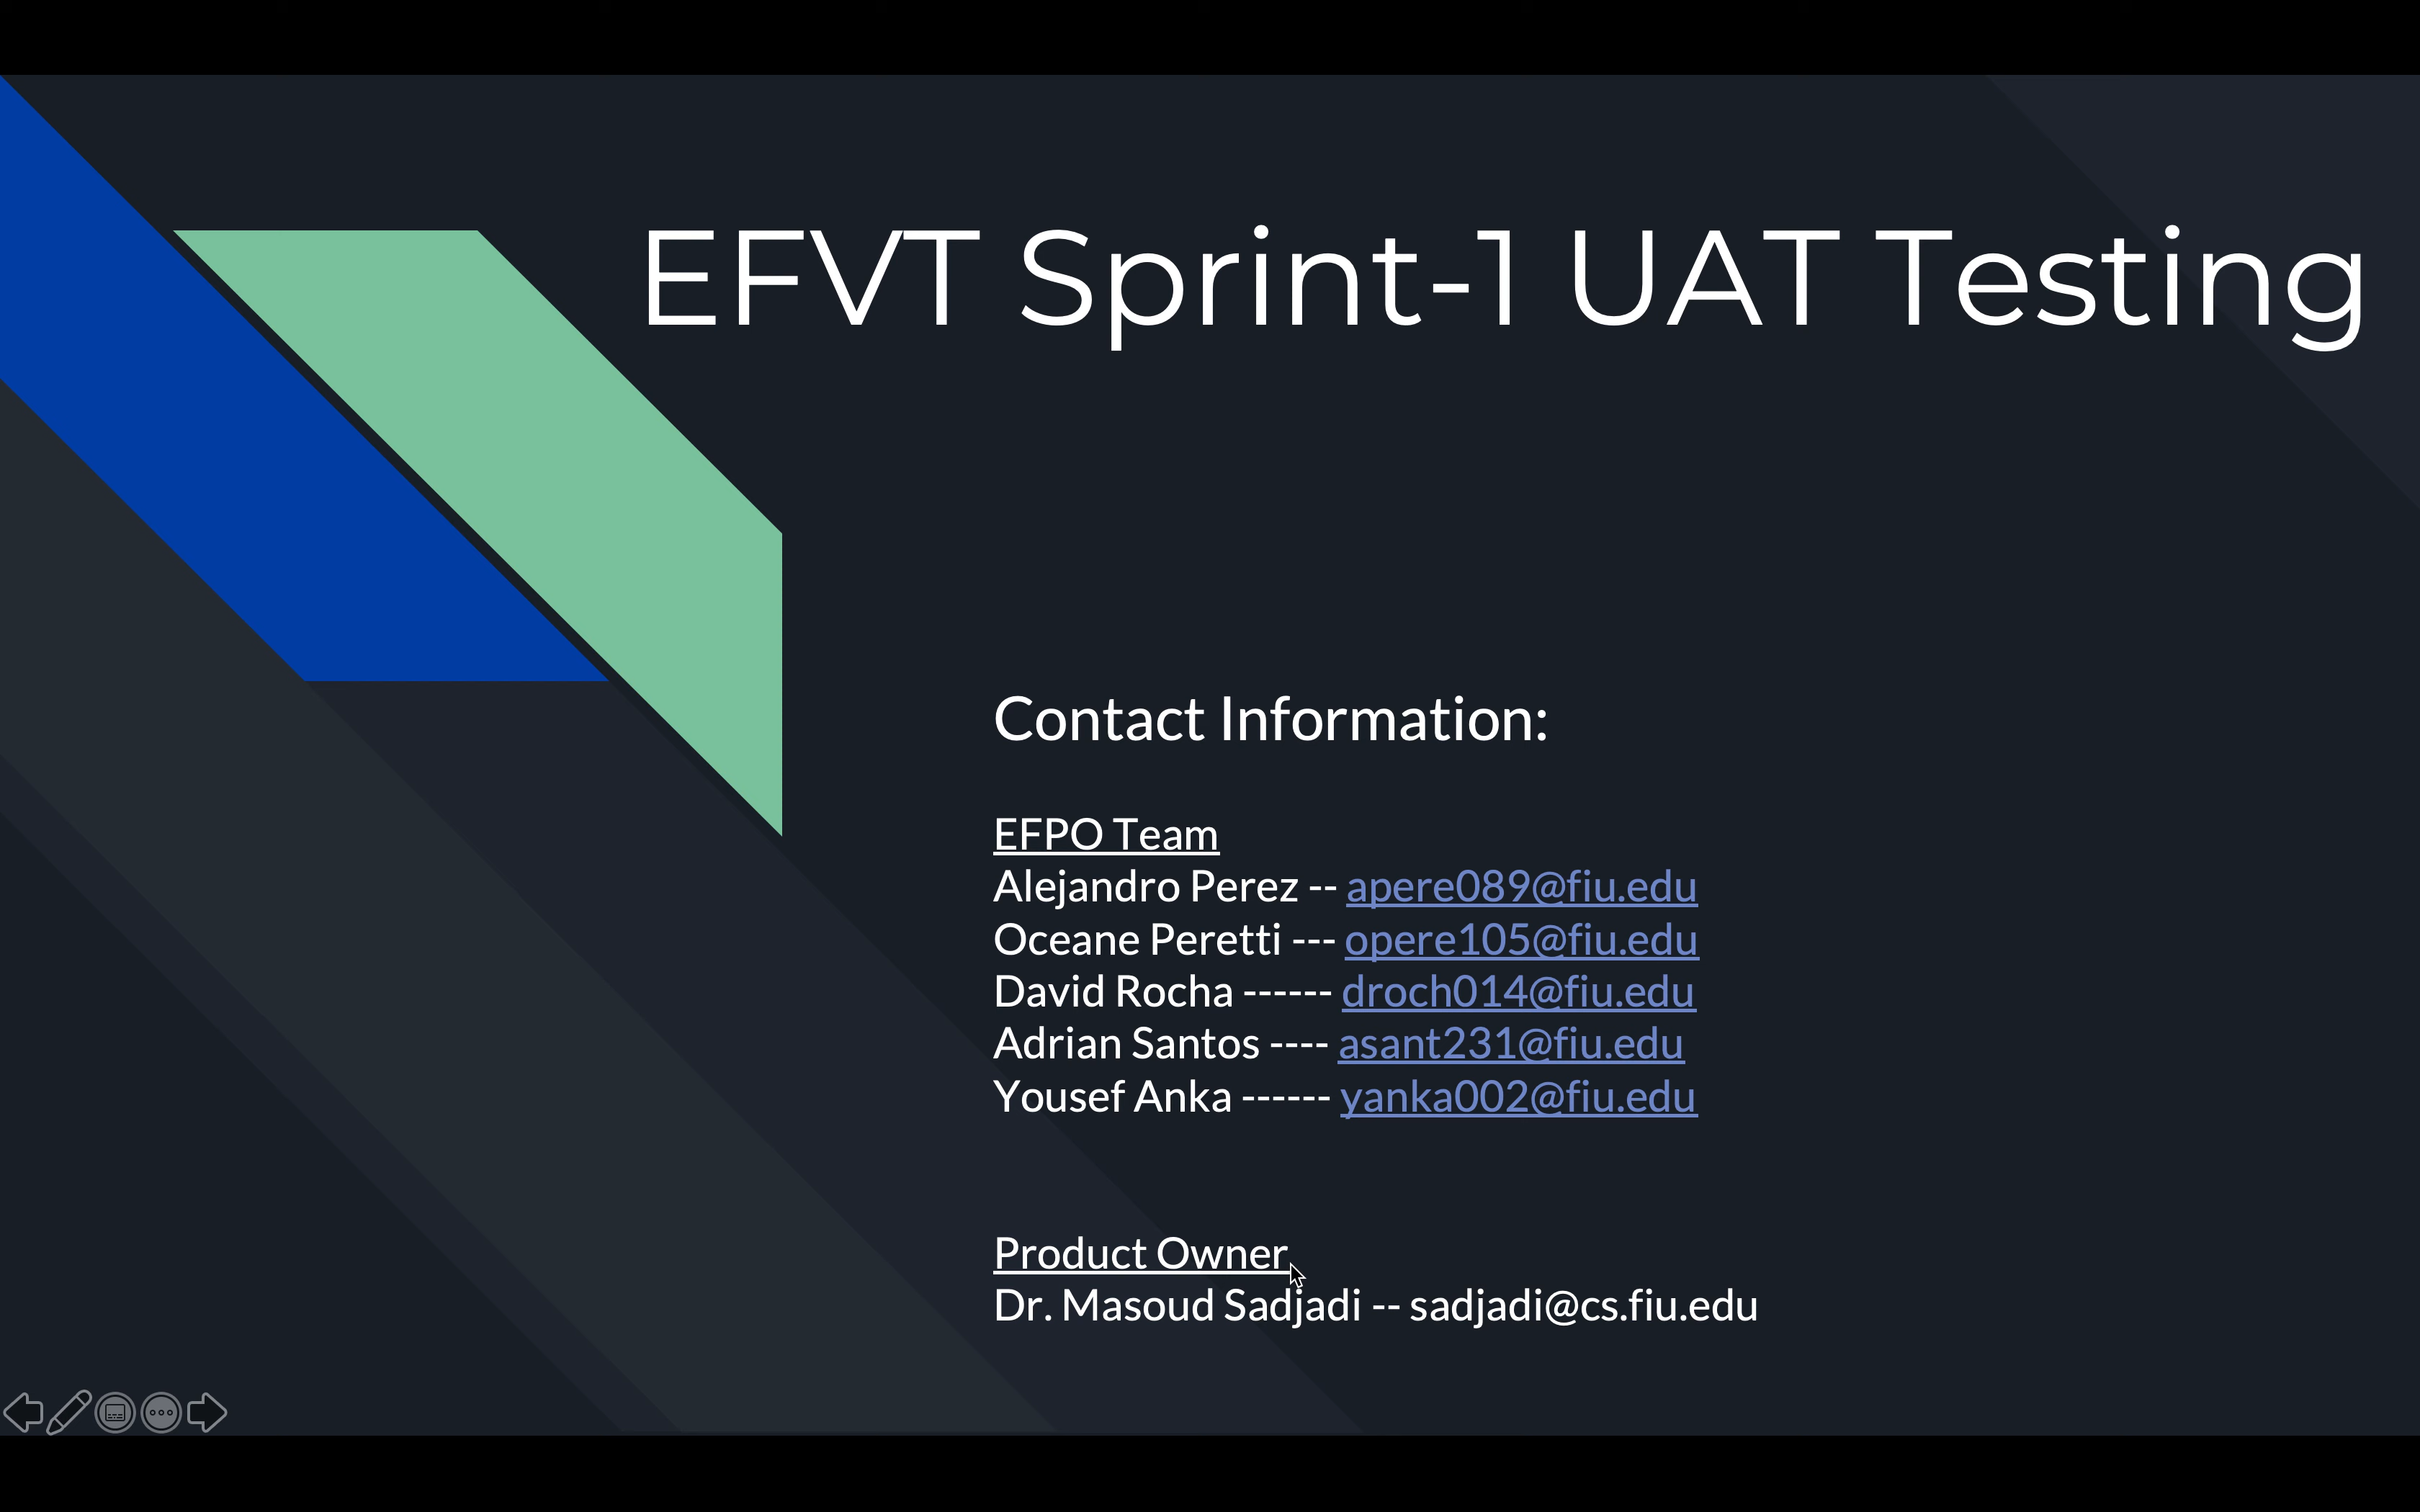 EFVT Sprint-1 UAT Testing
Contact Information:
EFPO Team
Alejandro Perez -- apere089@fiu.edu
Oceane Peretti --- opere105@fiu.edu
David Rocha ------ droch014@fiu.edu
Adrian Santos ---- asant231@fiu.edu
Yousef Anka ------ yanka002@fiu.edu
Product Owner
Dr. Masoud Sadjadi -- sadjadi@cs.fiu.edu